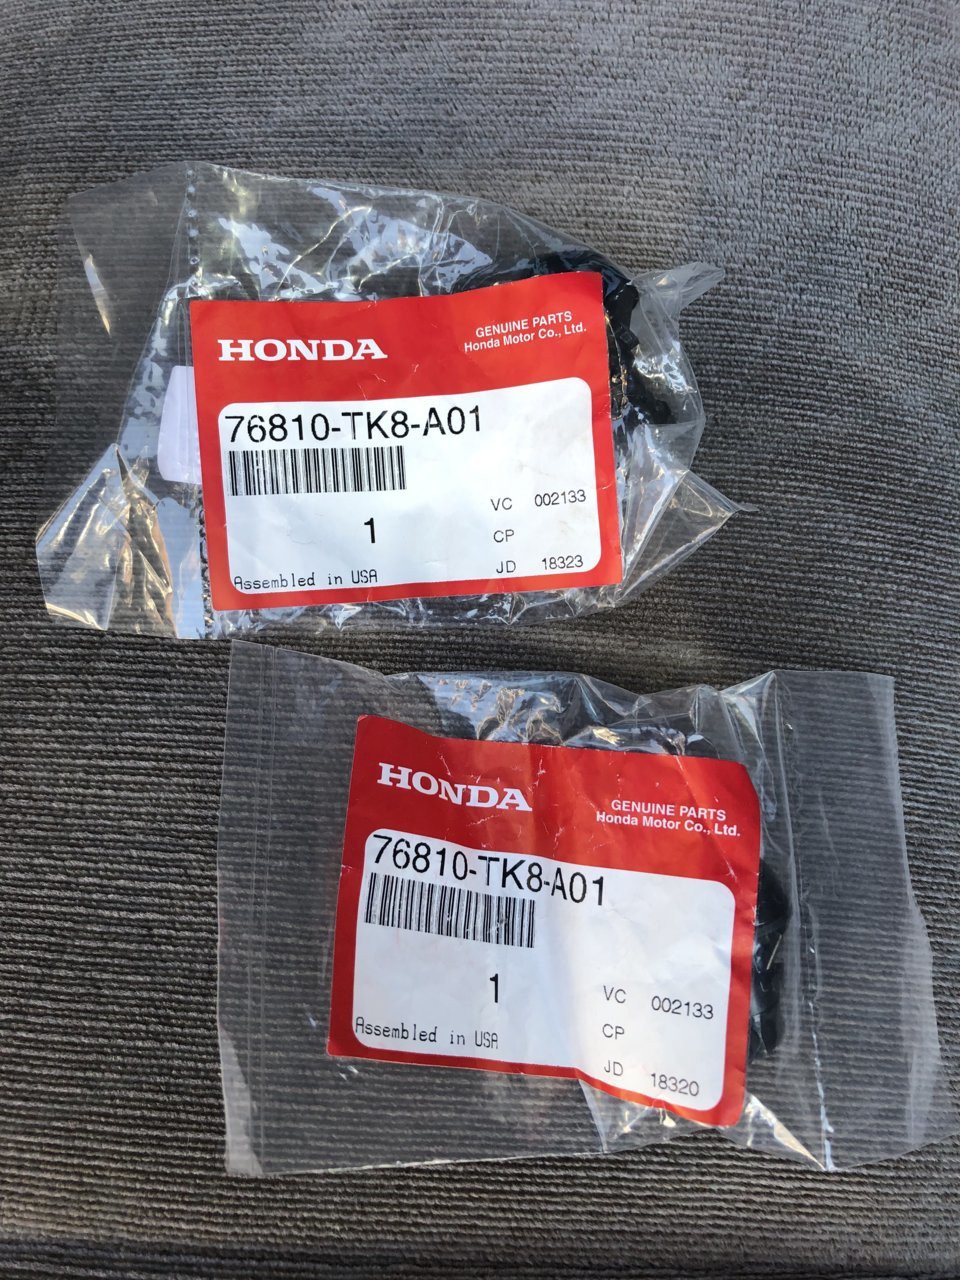 HONDA
GENUINE PARTS
Honda Motor Co., Ltd.
76810-TK8-A01
1
VC 002133
CP
JD 18323
Assembled in USA
HONDA
GENUINE PARTS
Honda Motor Co., Ltd.
76810-TK8-A01
1
VC 002133
CP
JD 18320
Assembled in USA